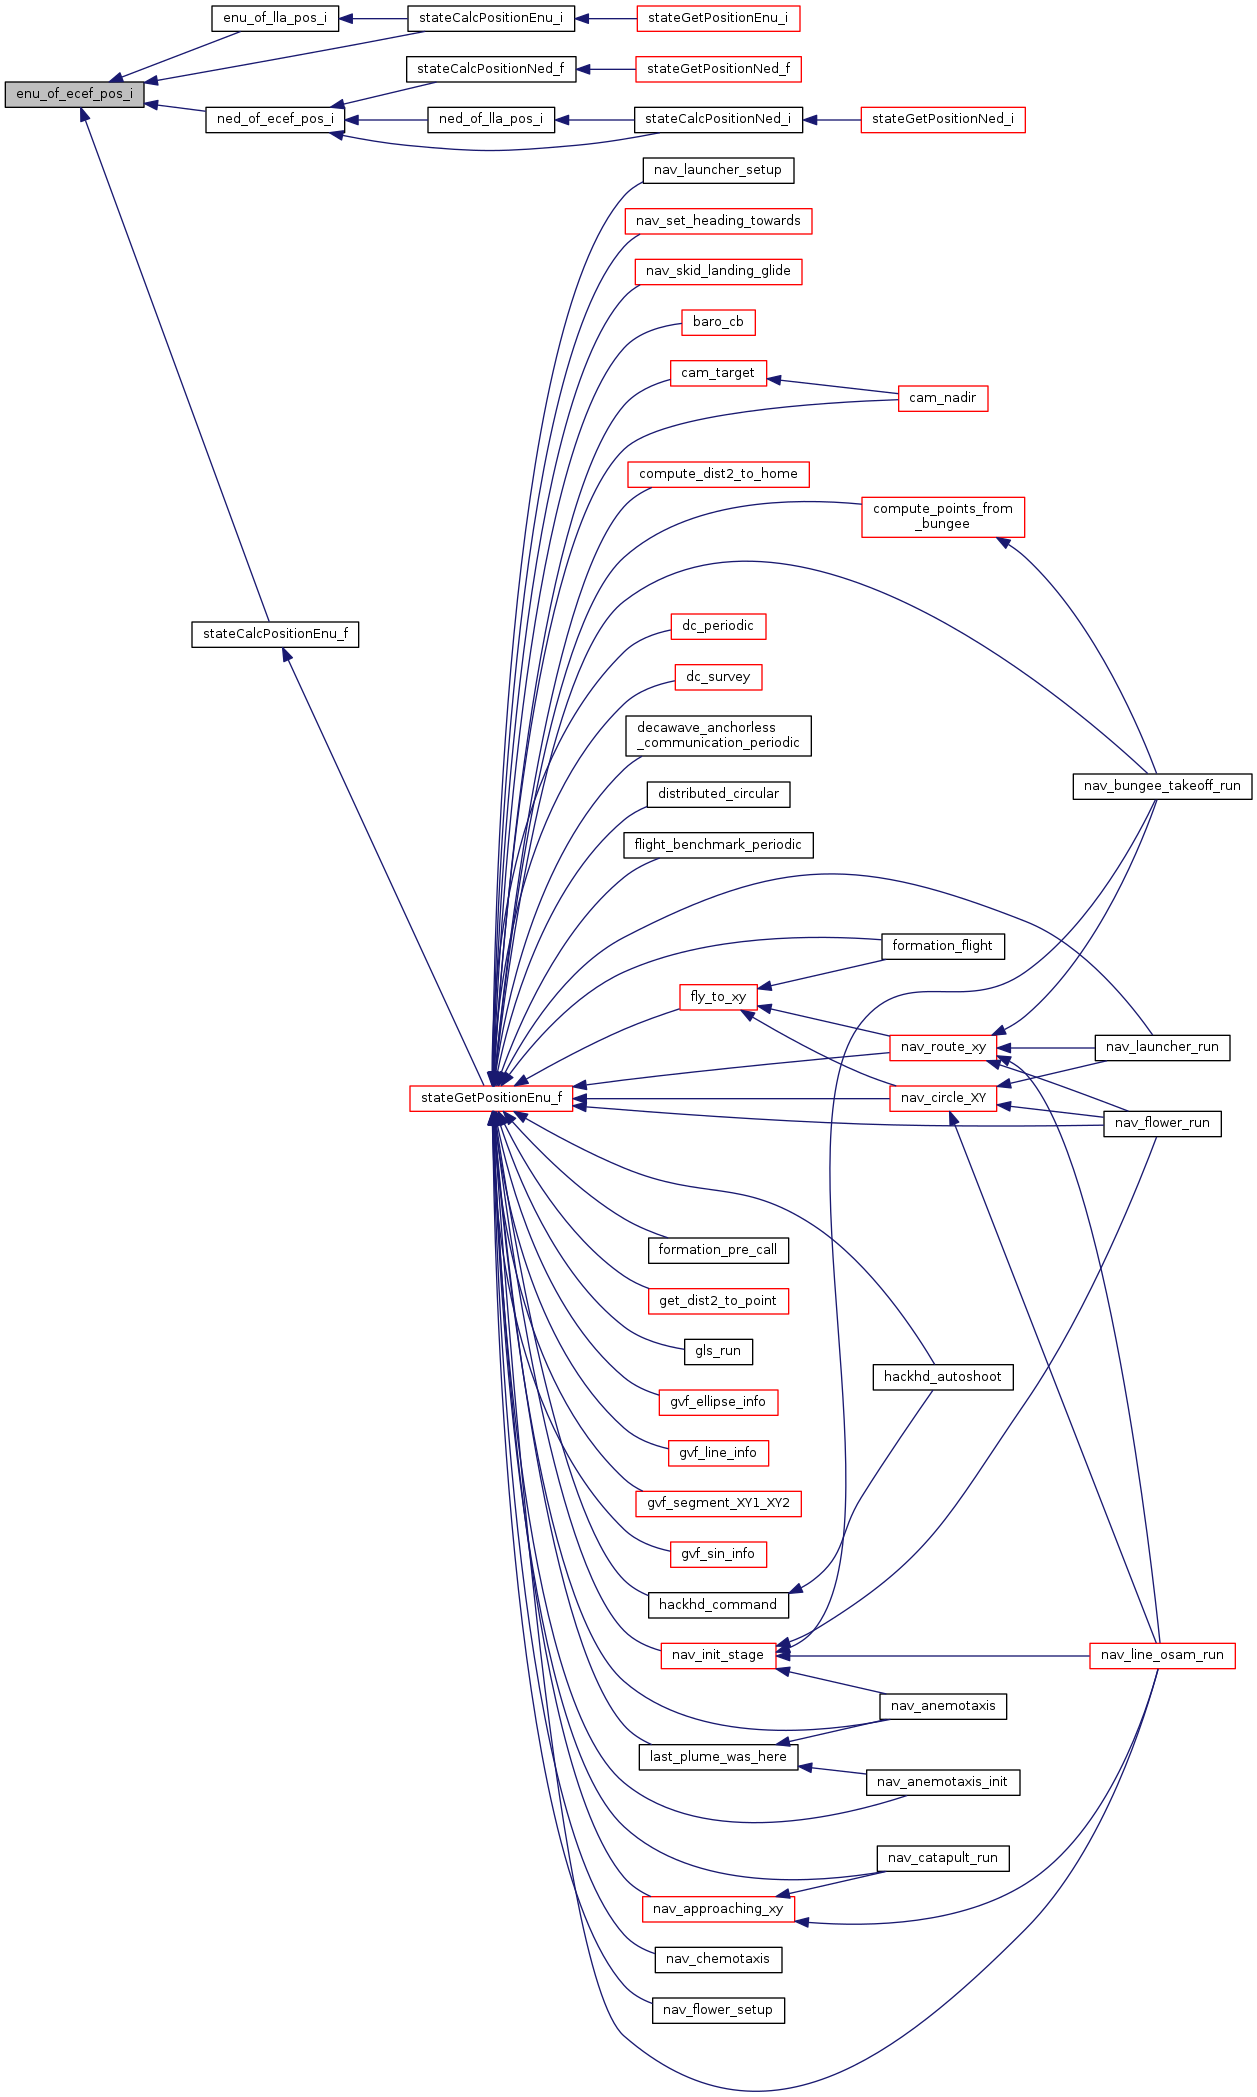 enu_of_lla_pos_i
stateCalcPositionEnu_i
stateGetPositionEnu_i
stateCalcPositionNed_f
stateGetPositionNed_f
enu_of_ecef_pos_i
ned_of_ecef_pos_i
ned_of_lla_pos_i
stateCalcPositionNed_i
stateGetPositionNed_i
nav_launcher_setup
nav_set_heading_towards
nav_skid_landing_glide
baro_cb
cam_target
cam_nadir
compute_dist2_to_home
compute_points_from
_bungee
dc_periodic
stateCalcPositionEnu_f
dc_survey
decawave_anchorless
_communication_periodic
nav_bungee_takeoff_run
distributed_circular
flight_benchmark_periodic
formation_flight
fly_to_xy
nav_route_xy
nav_launcher_run
stateGetPositionEnu_f
nav_circle_XY
nav_flower_run
formation_pre_call
get_dist2_to_point
gls_run
hackhd_autoshoot
gvf_ellipse_info
gvf_line_info
gvf_segment_XY1_XY2
gvf_sin_info
hackhd_command
nav_init_stage
nav_line_osam_run
nav_anemotaxis
last_plume_was_here
nav_anemotaxis_init
nav_catapult_run
nav_approaching_xy
nav_chemotaxis
nav_flower_setup